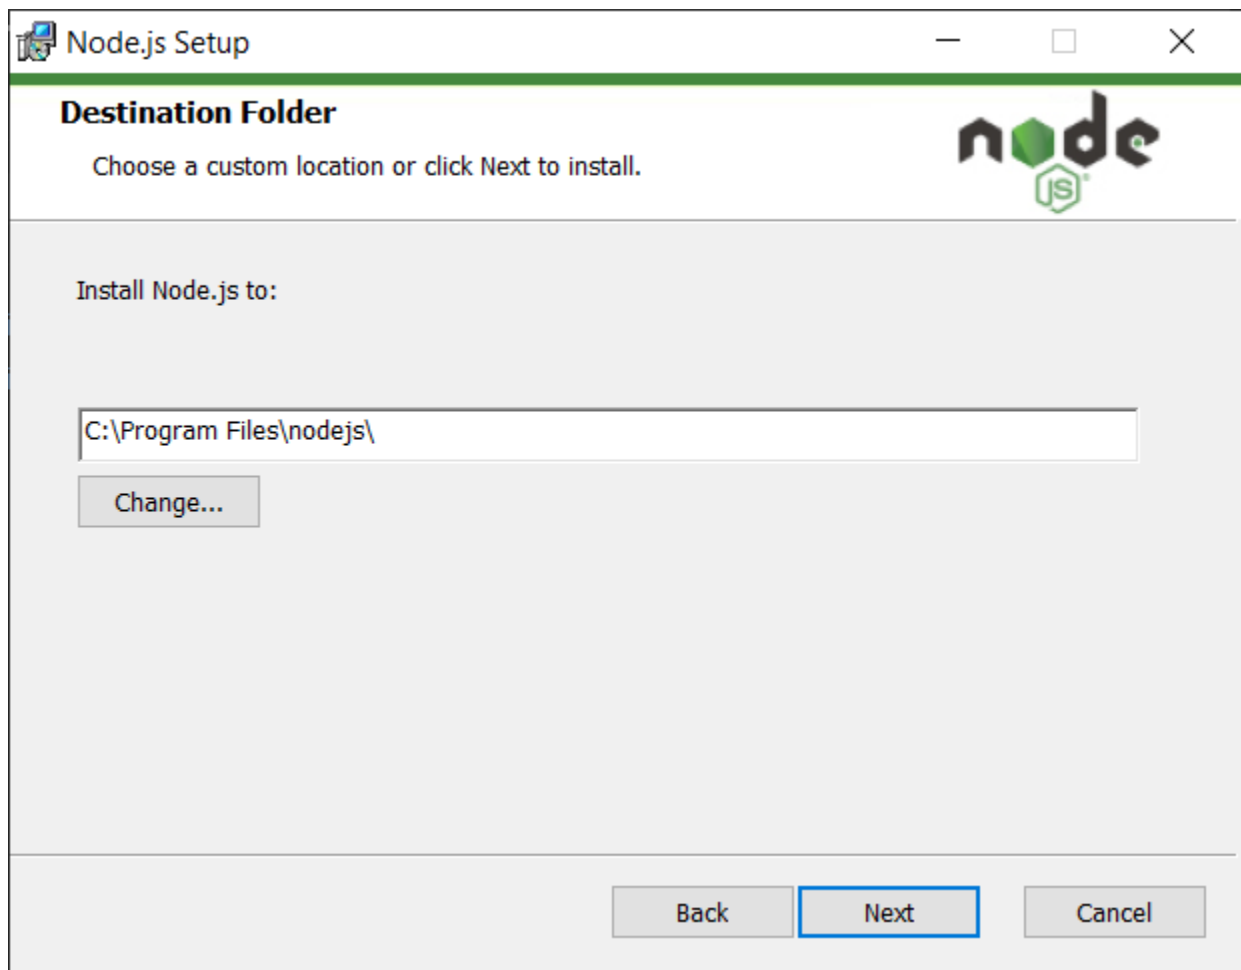 Node.js Setup
Destination Folder
Choose a custom location or click Next to install.
node
JS®
Install Node.js to:
C:\Program Files\nodejs\
Change...
Back
Next
Cancel